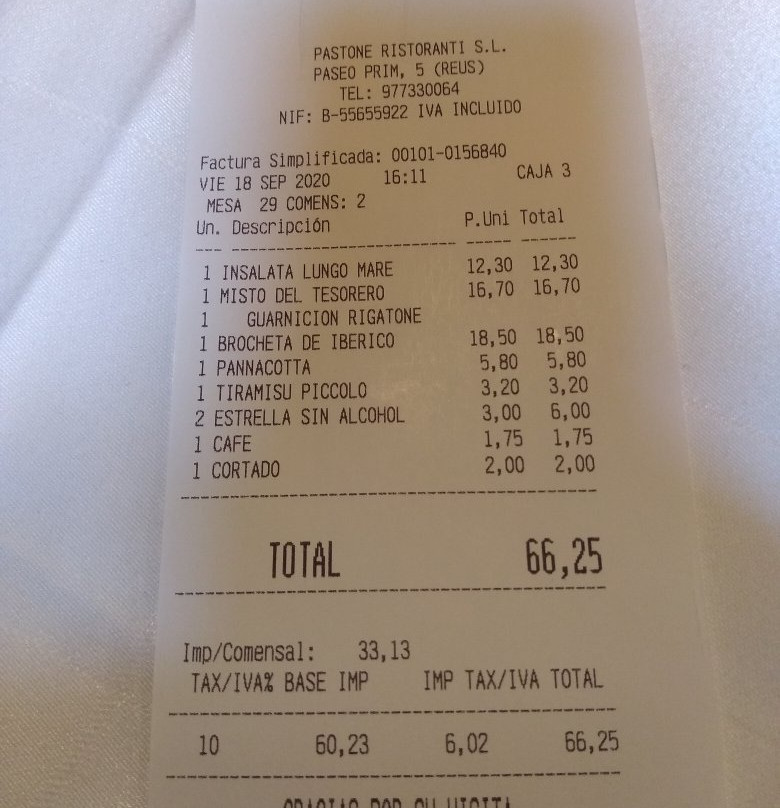 PASTONE RISTORANTI S.L.
PASEO PRIM, 5 (REUS)
TEL: 977330064
NIF: B-55655922 IVA INCLUIDO
Factura Simplificada: 00101-0156840
VIE 18 SEP 2020 16:11 CAJA 3
MESA 29 COMENS: 2
Un. Descripción P.Uni Total
1 INSALATA LUNGO MARE 12,30 12,30
1 MISTO DEL TESORERO 16,70 16,70
1 GUARNICION RIGATONE
1 BROCHETA DE IBERICO 18,50 18,50
1 PANNACOTTA 5,80 5,80
1 TIRAMISU PICCOLO 3,20 3,20
2 ESTRELLA SIN ALCOHOL 3,00 6,00
1 CAFE 1,75 1,75
1 CORTADO 2,00 2,00
TOTAL 66,25
Imp/Comensal: 33,13
TAX/IVA% BASE IMP IMP TAX/IVA TOTAL
10 60,23 6,02 66,25
GRACIAS POR SU VISITA